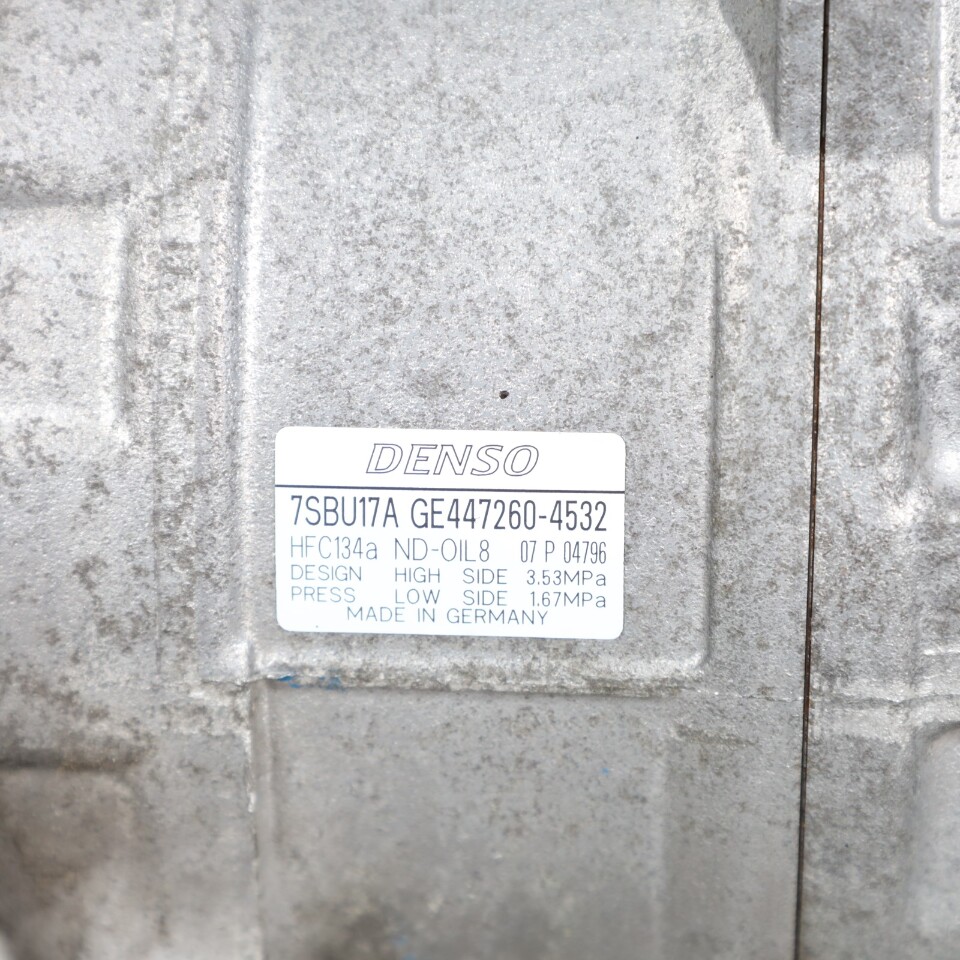 DENSO
7SBU17A GE447260-4532
HFC134a ND-OIL8 07 P 04796
DESIGN HIGH SIDE 3.53MPa
PRESS LOW SIDE 1.67MPa
MADE IN GERMANY